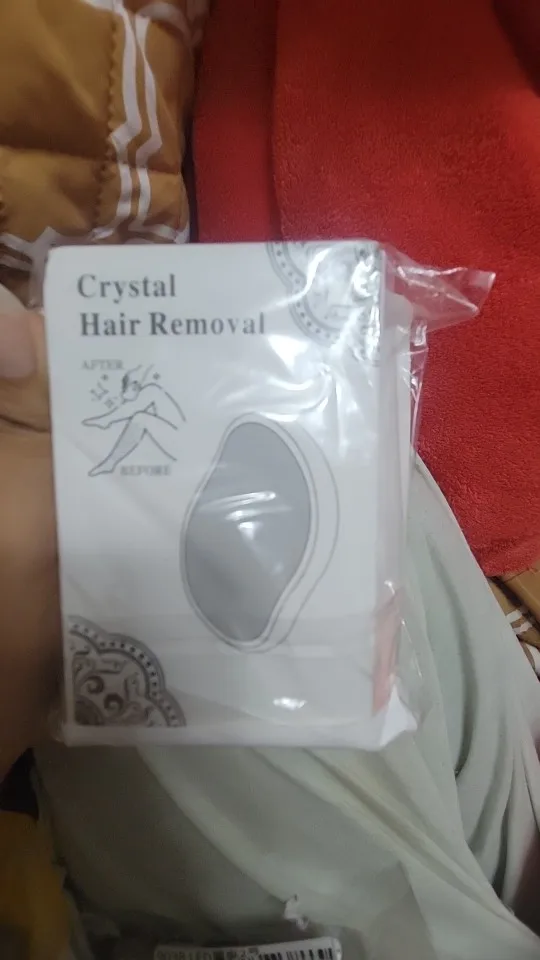 Crystal
Hair Removal
AFTER
BEFORE